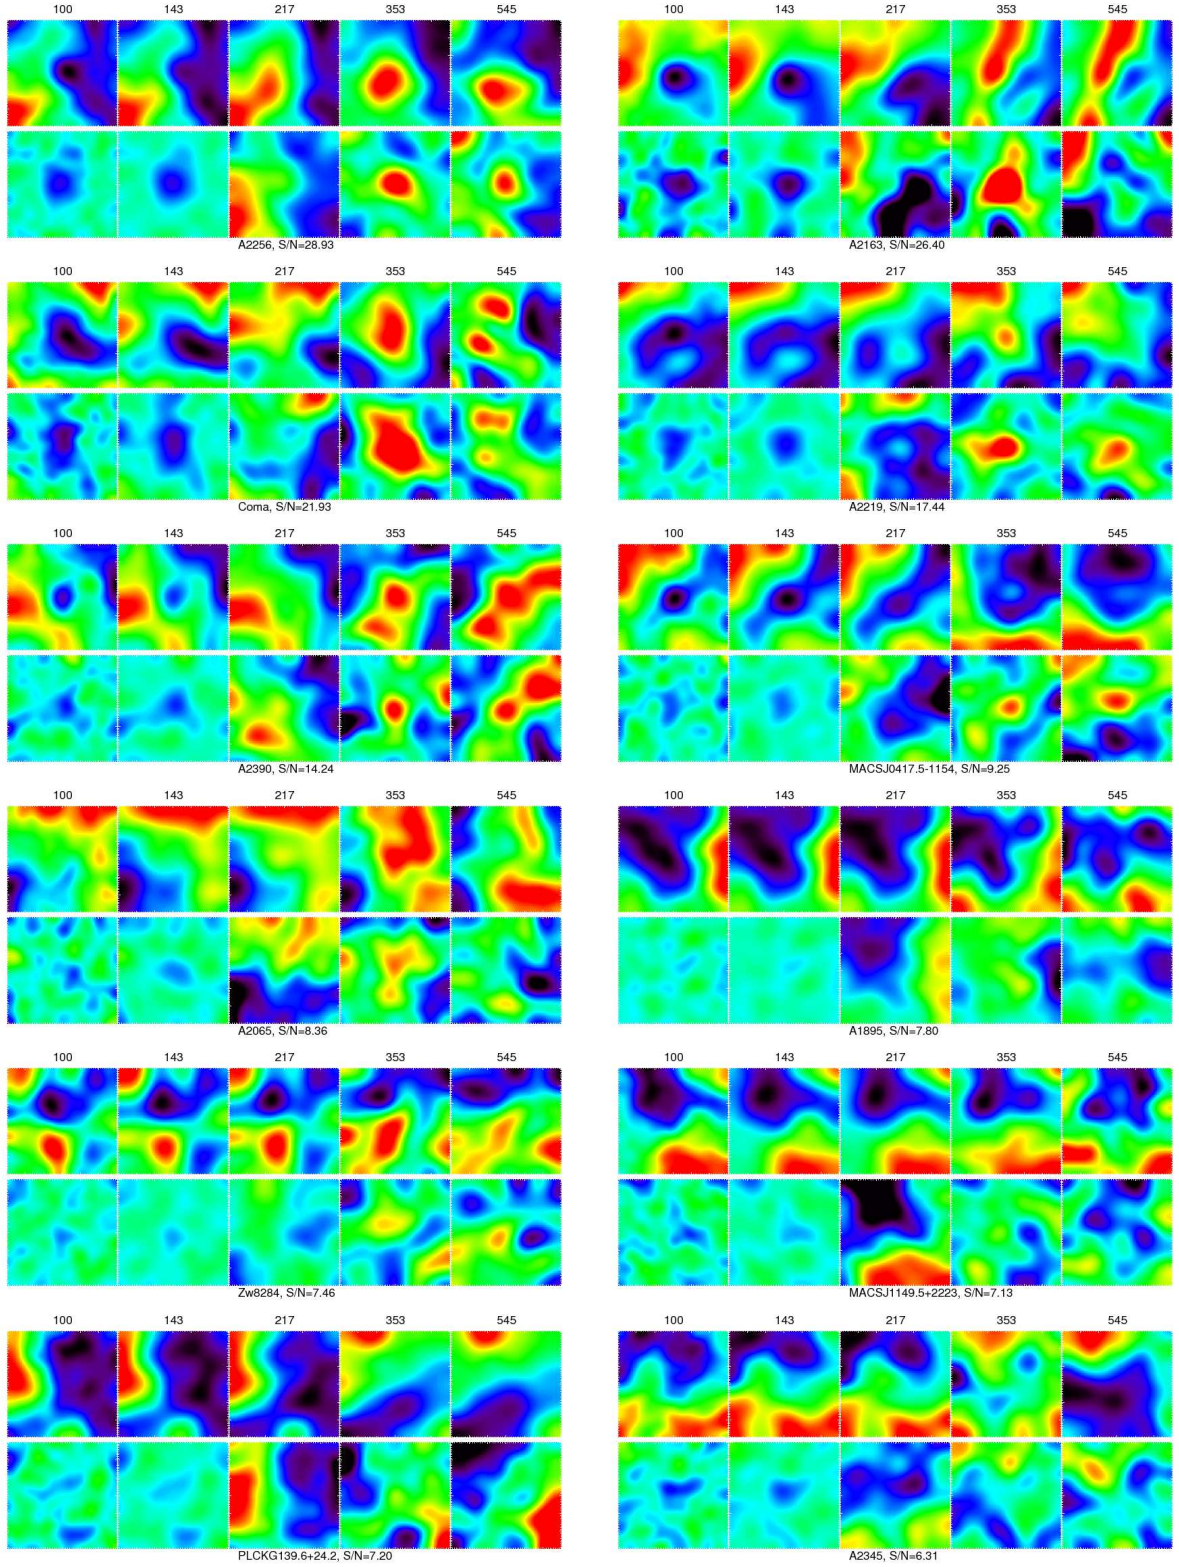 100 143 217 353 545
100 143 217 353 545
A2256, S/N=28.93
A2163, S/N=26.40
100 143 217 353 545
100 143 217 353 545
Coma, S/N=21.93
A2219, S/N=17.44
100 143 217 353 545
100 143 217 353 545
A2390, S/N=14.24
MACSJ0417.5-1154, S/N=9.25
100 143 217 353 545
100 143 217 353 545
A2065, S/N=8.36
A1895, S/N=7.80
100 143 217 353 545
100 143 217 353 545
Zw8284, S/N=7.46
MACSJ1149.5+2223, S/N=7.13
100 143 217 353 545
100 143 217 353 545
PLCKG139.6+24.2, S/N=7.20
A2345, S/N=6.31